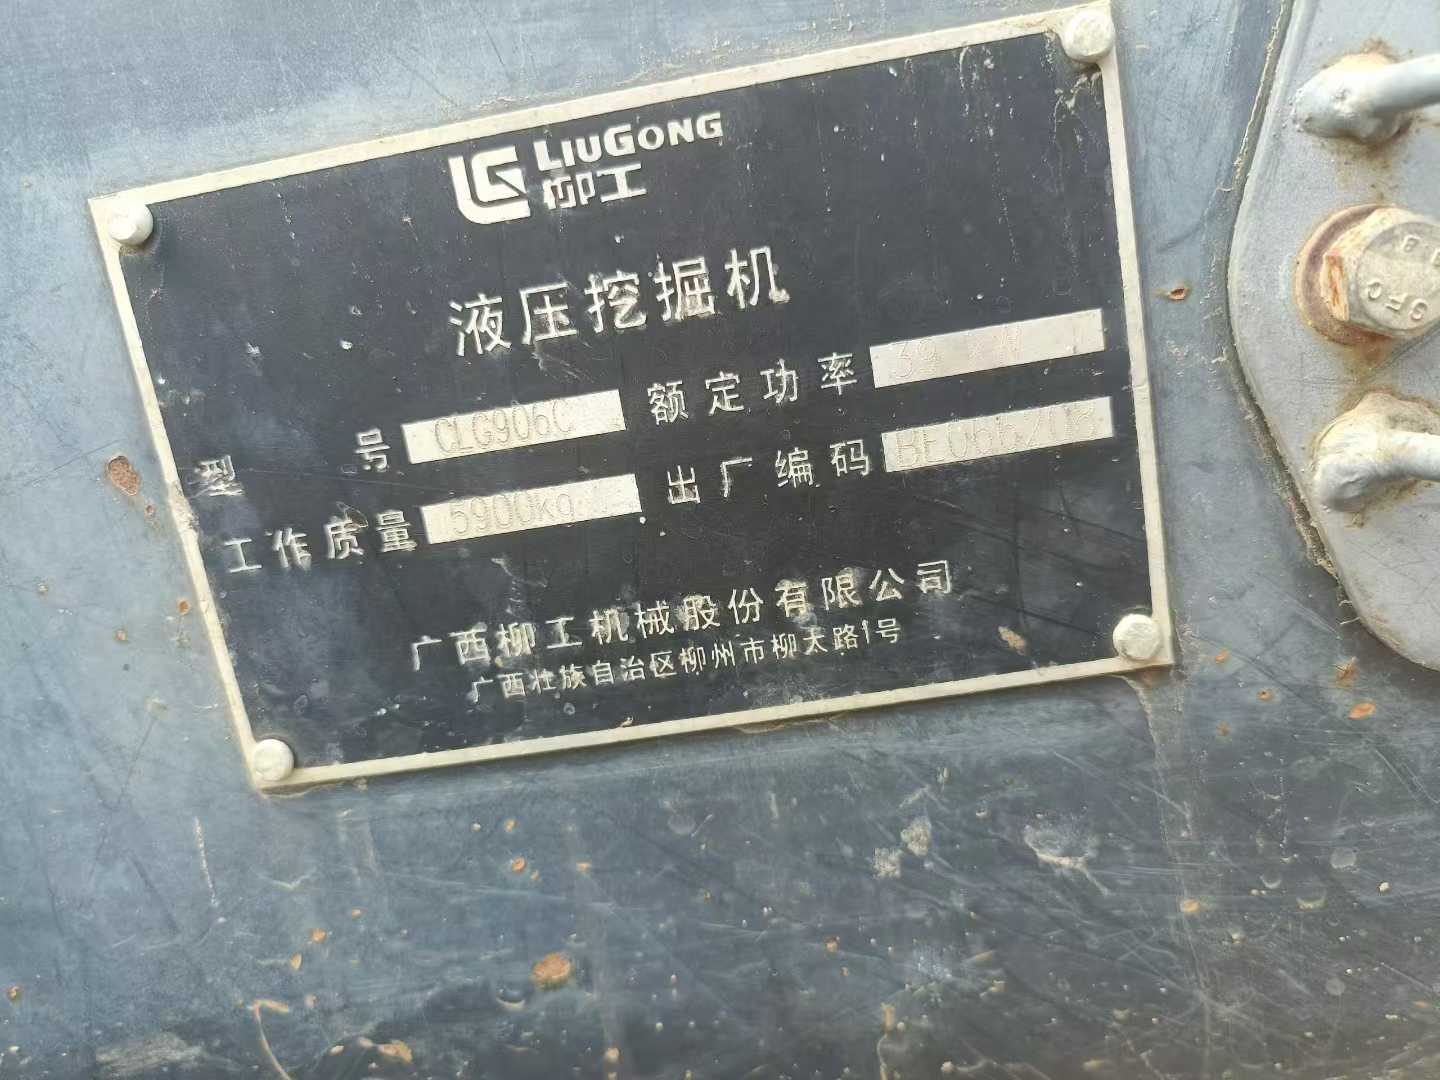 LIUGONG
柳工
液压挖掘机
型号 CLG906C 额定功率
工作质量 5900kg 出厂编码
广西柳工机械股份有限公司
广西壮族自治区柳州市柳太路1号